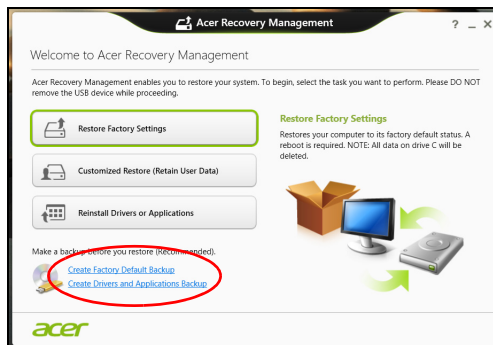 Acer Recovery Management
? _ X
Welcome to Acer Recovery Management
Acer Recovery Management enables you to restore your system. To begin, select the task you want to perform. Please DO NOT
remove the USB device while proceeding.
Restore Factory Settings
Customized Restore (Retain User Data)
Reinstall Drivers or Applications
Restore Factory Settings
Restores your computer to its factory default status. A
reboot is required. NOTE: All data on drive C will be
deleted.
Make a backup before you restore (Recommended).
Create Factory Default Backup
Create Drivers and Applications Backup
acer